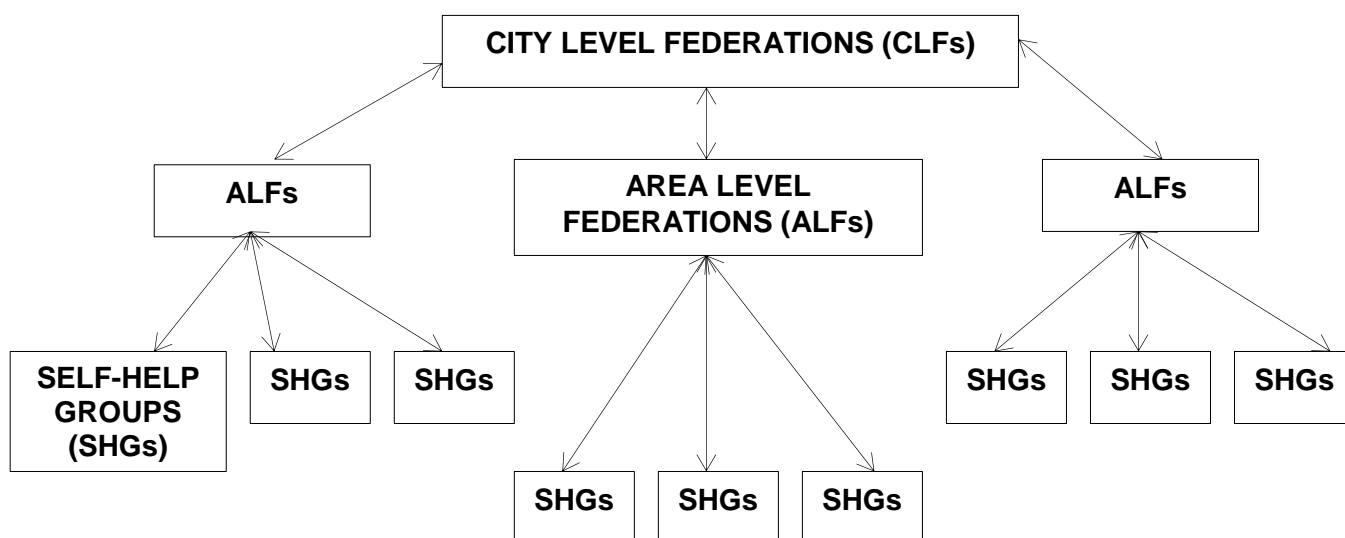 CITY LEVEL FEDERATIONS (CLFs)
ALFs
AREA LEVEL
FEDERATIONS (ALFs)
ALFs
SELF-HELP
GROUPS
(SHGs)
SHGs
SHGs
SHGs
SHGs
SHGs
SHGs
SHGs
SHGs